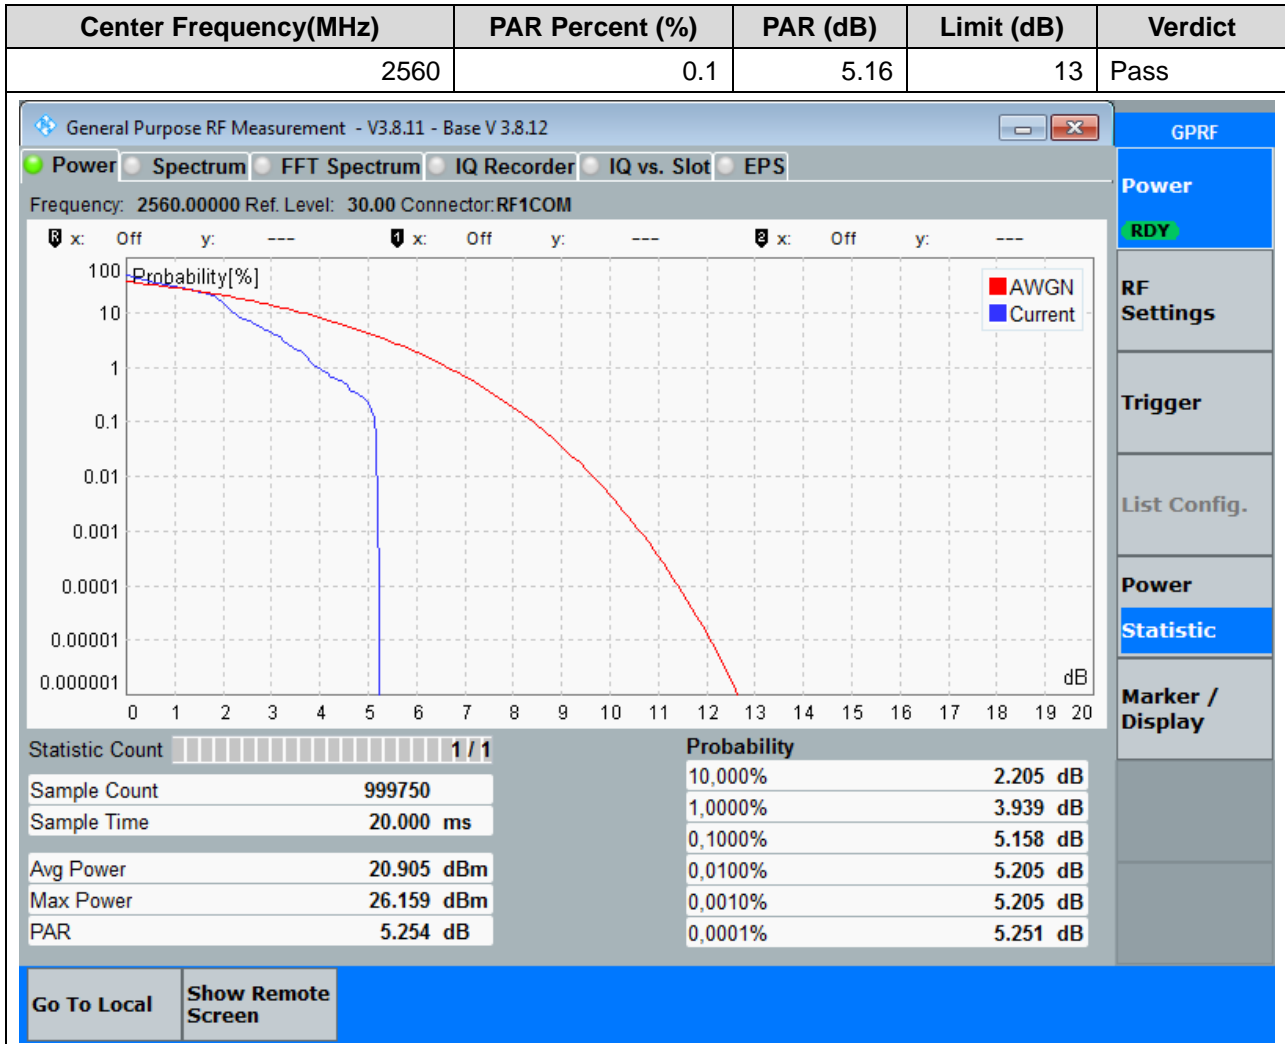 Center Frequency(MHz) PAR Percent (%) PAR (dB) Limit (dB) Verdict
2560 0.1 5.16 13 Pass
General Purpose RF Measurement - V3.8.11 - Base V 3.8.12
GPRF
Power Spectrum FFT Spectrum IQ Recorder IQ vs. Slot EPS
Frequency: 2560.00000 Ref. Level: 30.00 Connector:RF1COM
R x: Off y: --- 1 x: Off y: --- 2 x: Off y: ---
Probability[%]
AWGN
Current
100
10
1
0.1
0.01
0.001
0.0001
0.00001
0.000001
dB
0 1 2 3 4 5 6 7 8 9 10 11 12 13 14 15 16 17 18 19 20
Power
RDY
RF
Settings
Trigger
List Config.
Power
Statistic
Marker /
Display
Statistic Count 1 / 1
Sample Count 999750
Sample Time 20.000 ms
Avg Power 20.905 dBm
Max Power 26.159 dBm
PAR 5.254 dB
Probability
10,000% 2.205 dB
1,0000% 3.939 dB
0,1000% 5.158 dB
0,0100% 5.205 dB
0,0010% 5.205 dB
0,0001% 5.251 dB
Go To Local
Show Remote
Screen